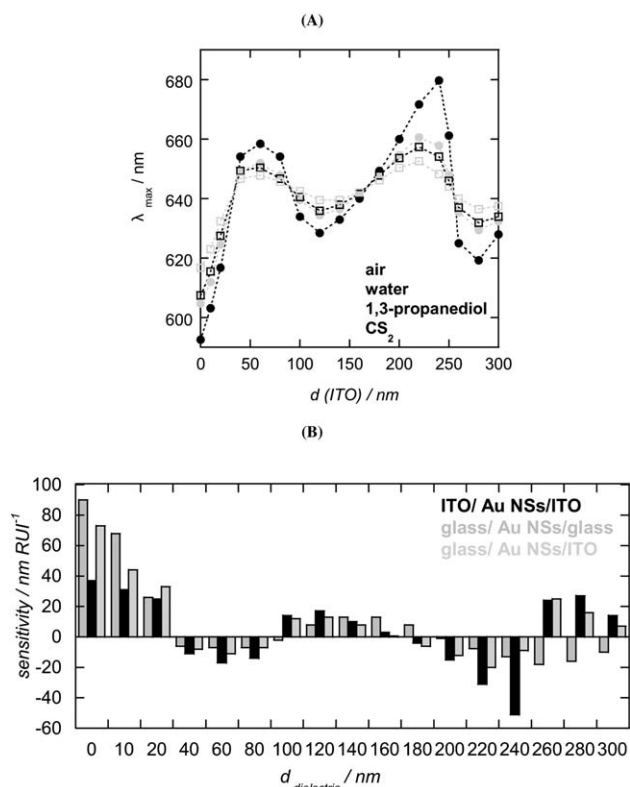 (A)
680
660
640
620
600
λ max / nm
0 50 100 150 200 250 300
air
water
1,3-propanediol
CS2
d (ITO) / nm
(B)
100
80
60
40
20
0
-20
-40
-60
sensitivity / nm RUI-1
ITO/ Au NSs/ITO
glass/ Au NSs/glass
glass/ Au NSs/ITO
0 10 20 40 60 80 100 120 140 160 180 200 220 240 260 280 300
d dielectric / nm